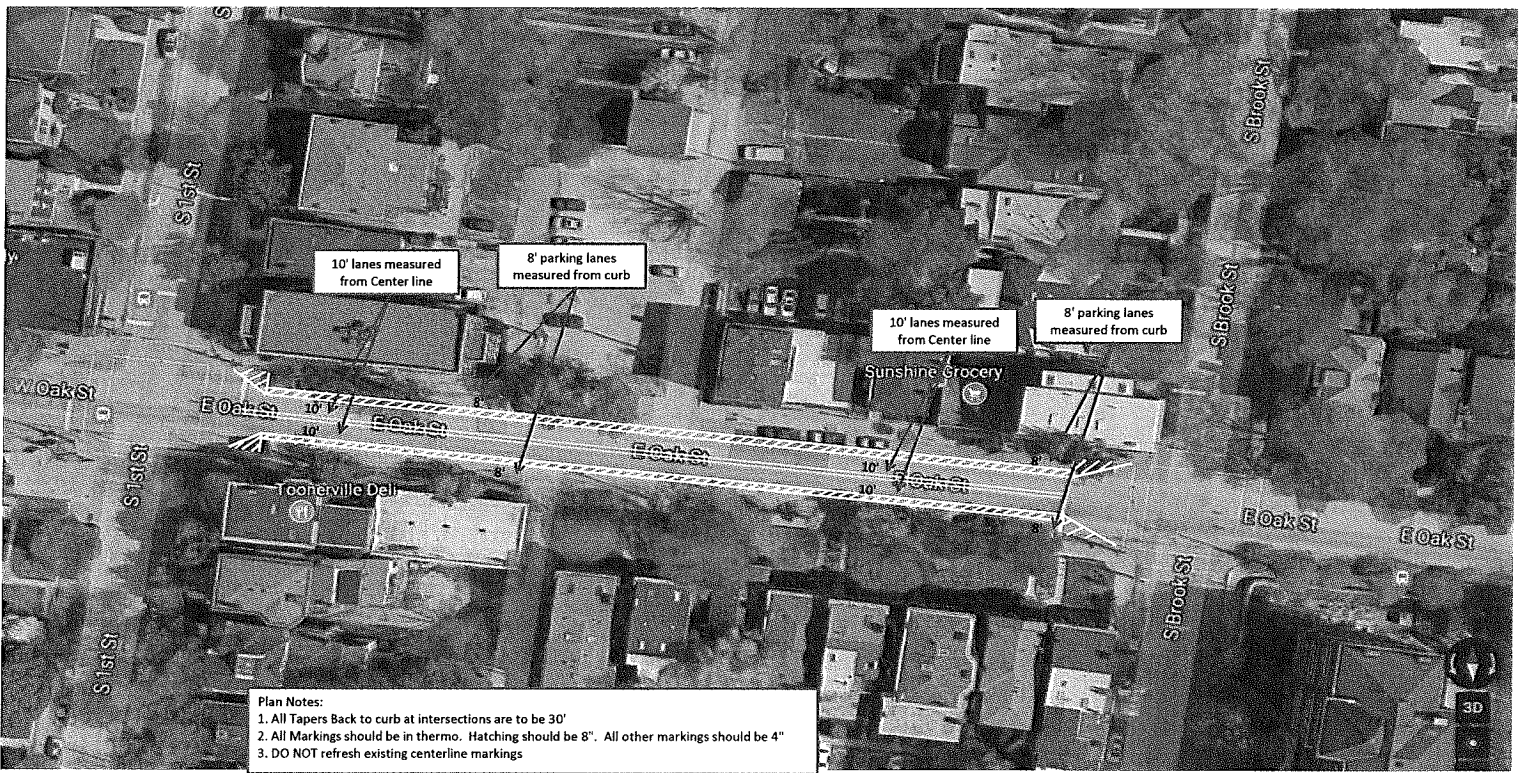 S 1st St
S Brook St
10' lanes measured
from Center line
8' parking lanes
measured from curb
S Brook St
10' lanes measured
from Center line
8' parking lanes
measured from curb
Sunshine Grocery
W Oak St
E Oak St
10'
8'
E Oak St
10'
E Oak St
8'
10'
8'
E Oak St
10'
8'
S 1st St
Toonerville Deli
E Oak St
E Oak St
S Brook St
S 1st St
Plan Notes:
1. All Tapers Back to curb at intersections are to be 30'
2. All Markings should be in thermo. Hatching should be 8". All other markings should be 4"
3. DO NOT refresh existing centerline markings
3D